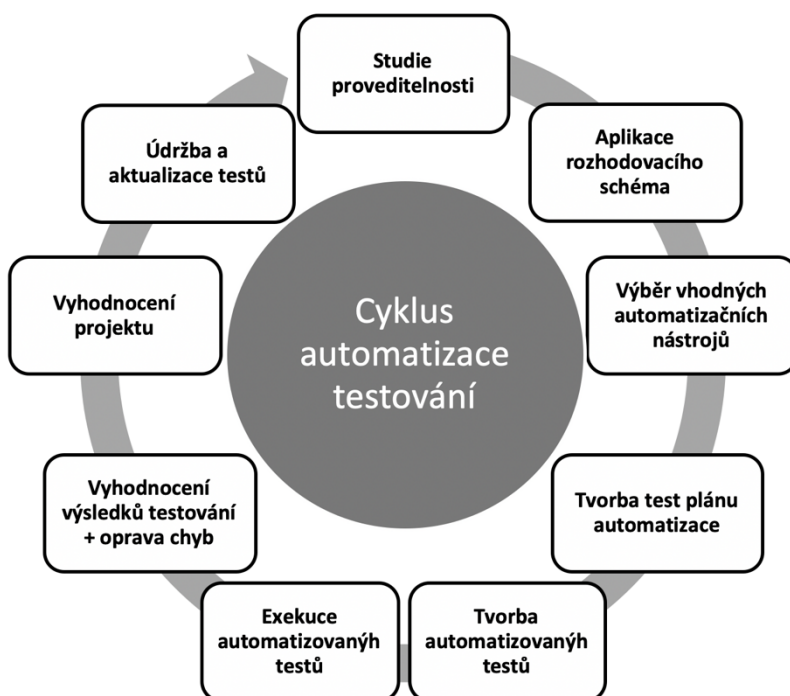 Studie
proveditelnosti
Aplikace
rozhodovacího
schéma
Výběr vhodných
automatizačních
nástrojů
Tvorba test plánu
automatizace
Tvorba
automatizovaných
testů
Exekuce
automatizovaných
testů
Vyhodnocení
výsledků testování
+ oprava chyb
Vyhodnocení
projektu
Údržba a
aktualizace testů
Cyklus
automatizace
testování